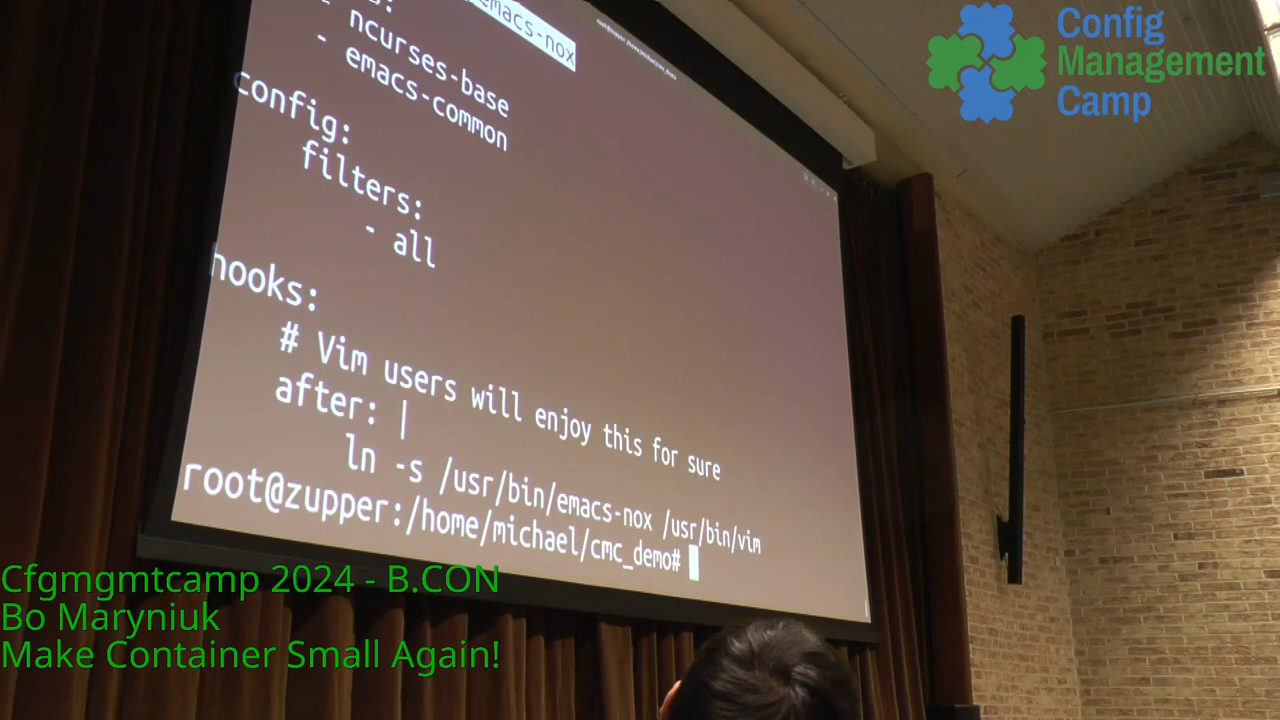 emacs-nox
- ncurses-base
- emacs-common
config:
filters:
- all
hooks:
# Vim users will enjoy this for sure
after: |
ln -s /usr/bin/emacs-nox /usr/bin/vim
root@zupper:/home/michael/cmc_demo#
Config
Management
Camp
Cfgmgmtcamp 2024 - B.CON
Bo Maryniuk
Make Container Small Again!